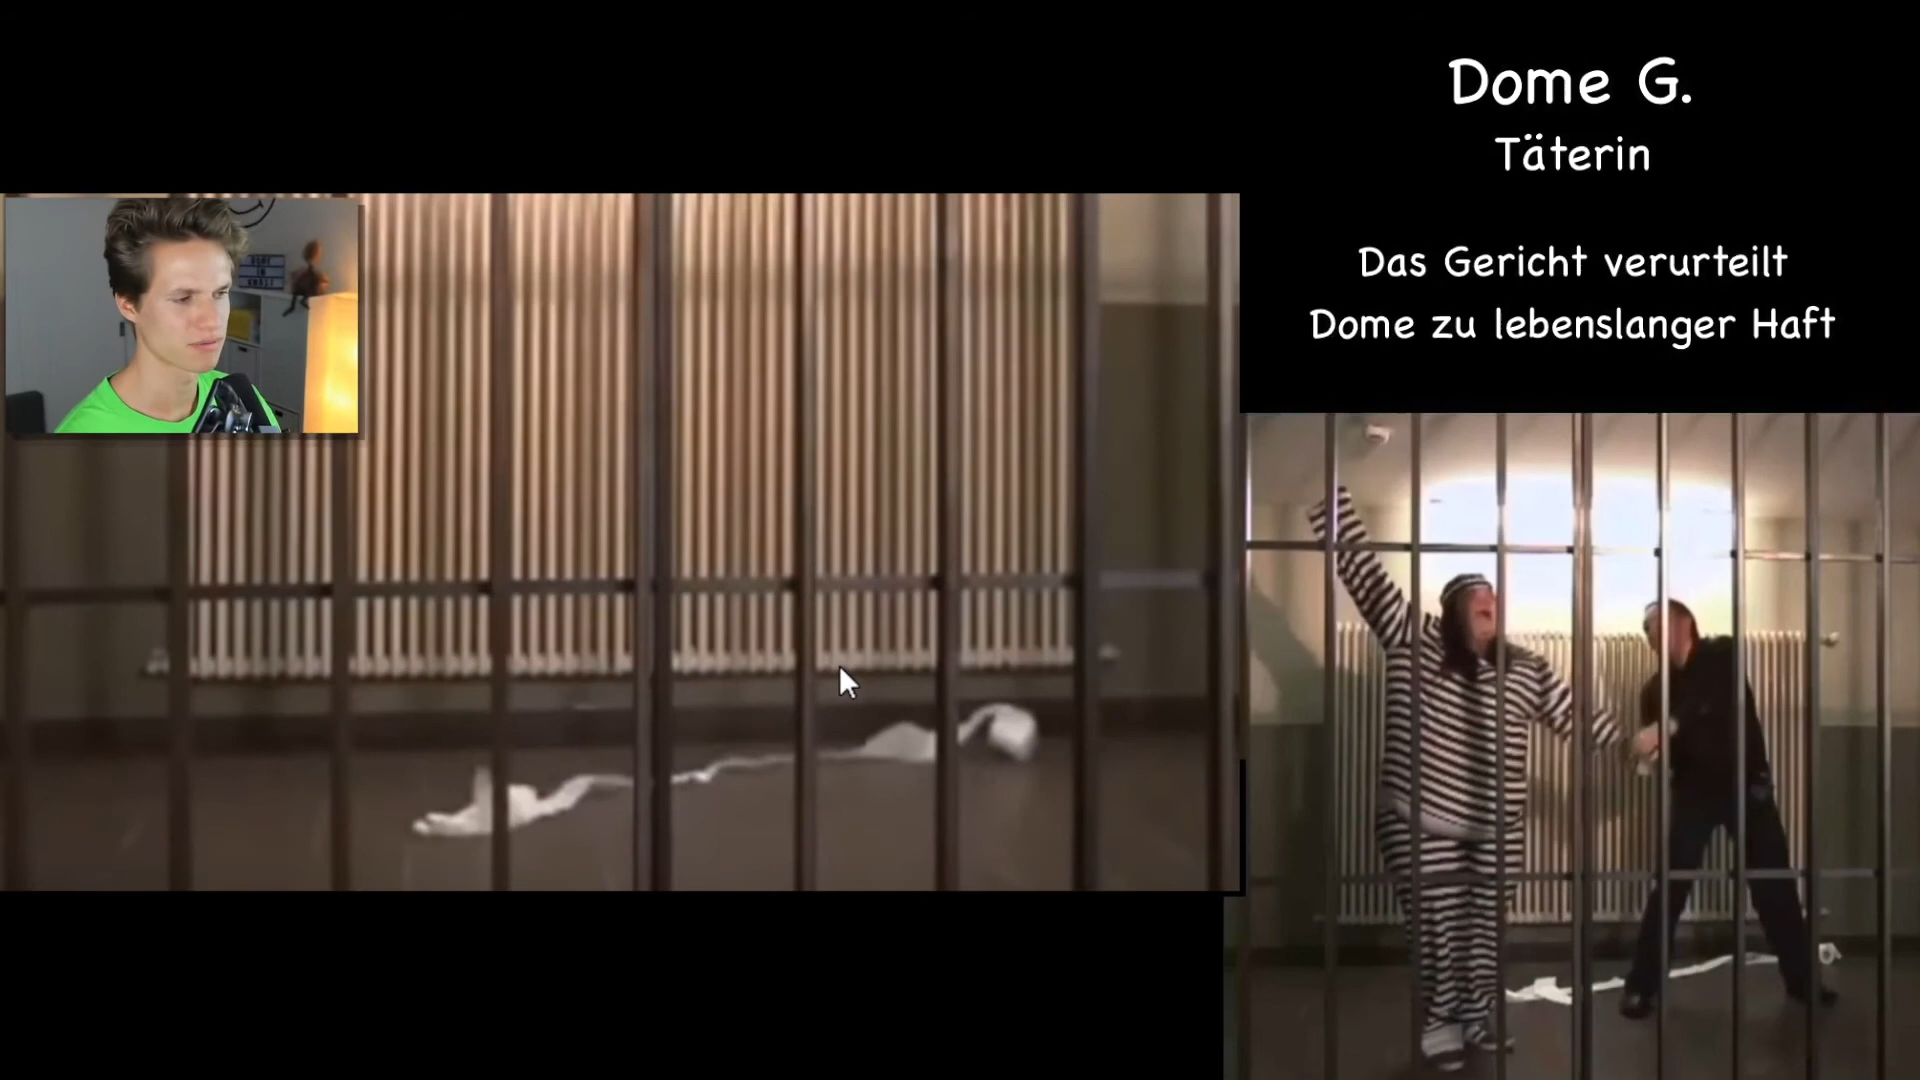 Dome G.
Täterin
Das Gericht verurteilt
Dome zu lebenslanger Haft